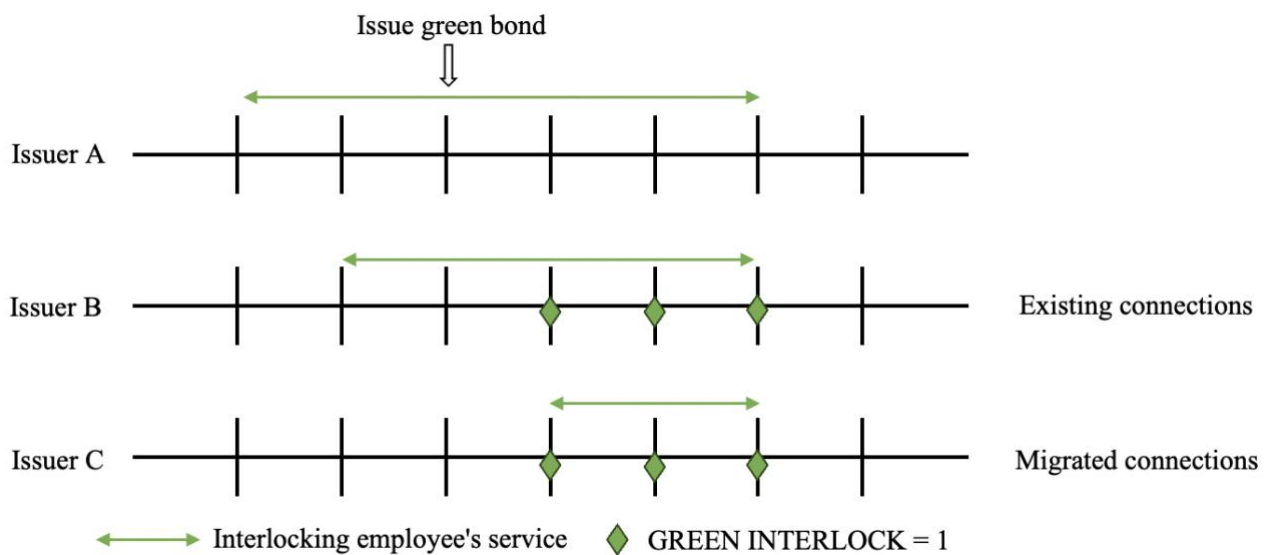 Issue green bond
Issuer A
Issuer B
Existing connections
Issuer C
Migrated connections
Interlocking employee's service
GREEN INTERLOCK = 1